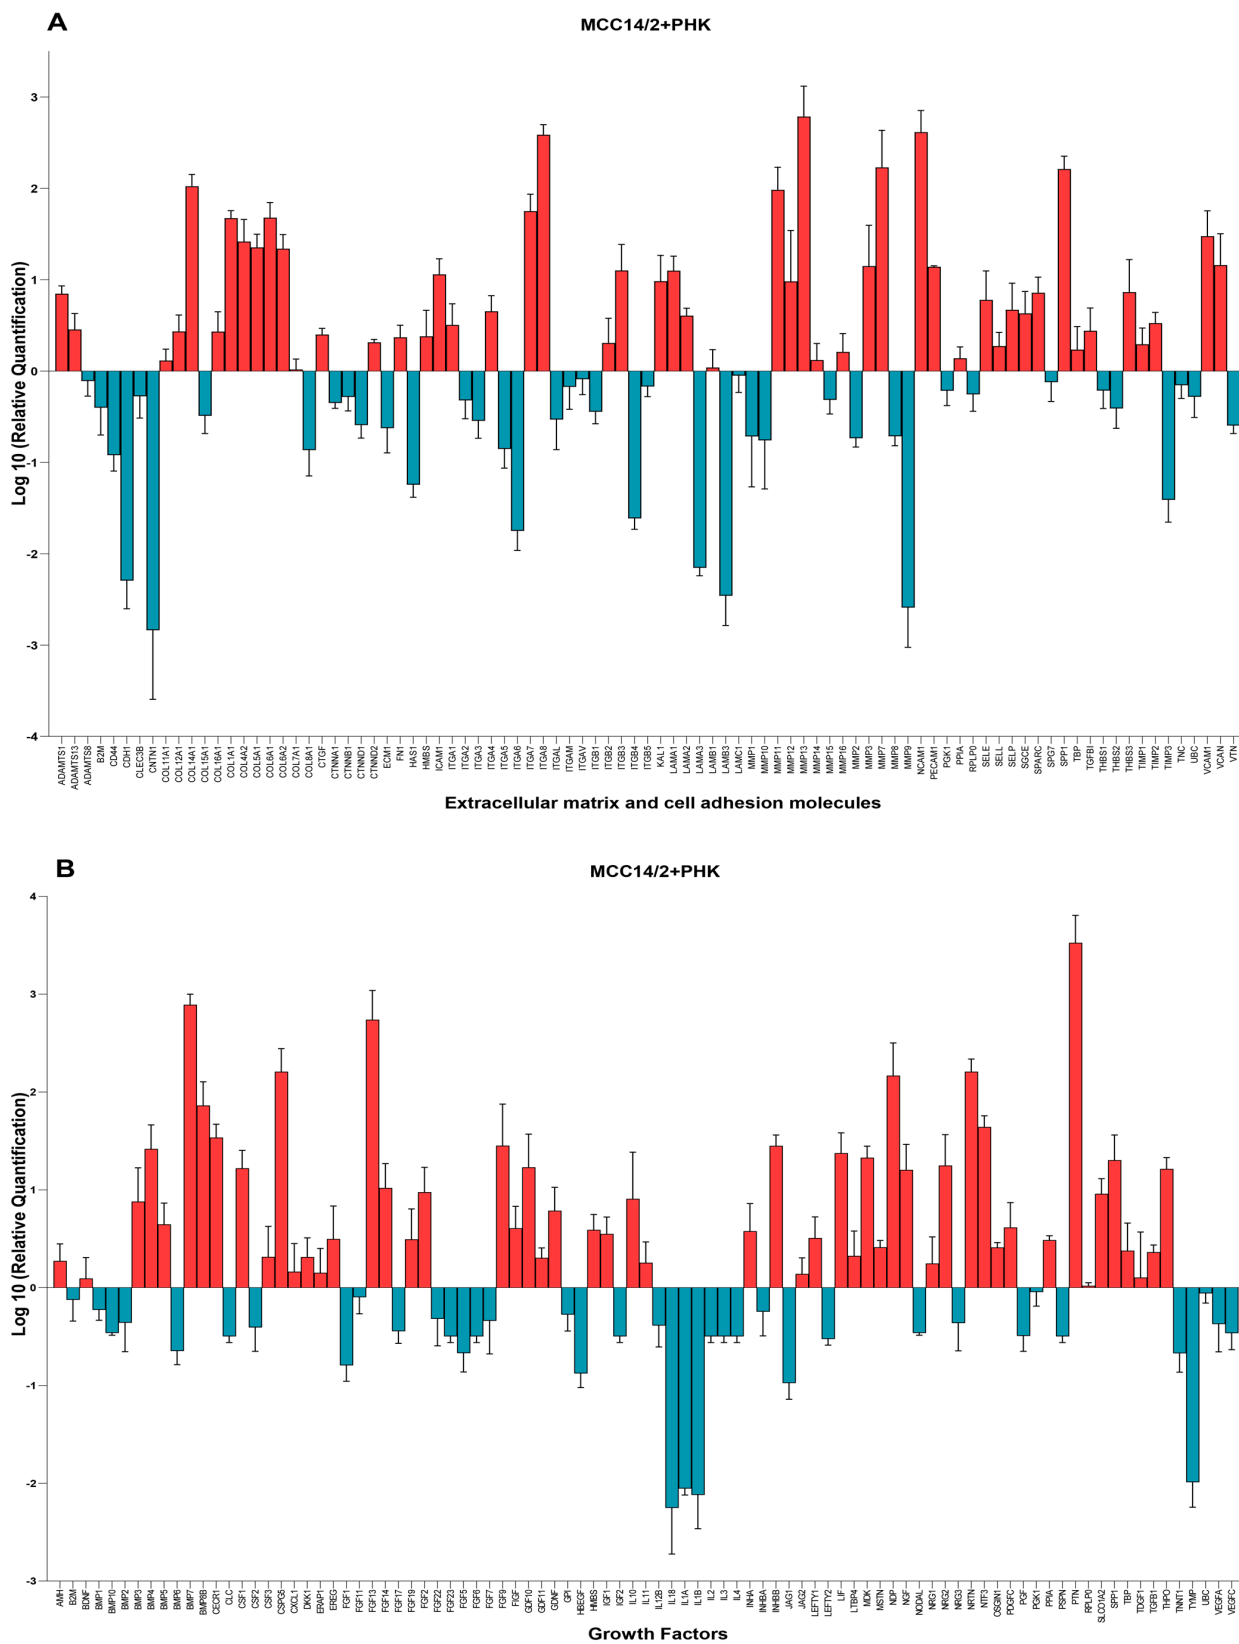 A
MCC14/2+PHK
Log 10 (Relative Quantification)
3
2
1
0
-1
-2
-3
-4
ADAMTS1
ADAMTS13
ADAMTS8
B2M
CD44
CDH1
CLEC3B
CNTN1
COL11A1
COL12A1
COL14A1
COL15A1
COL16A1
COL1A1
COL4A2
COL5A1
COL6A1
COL6A2
COL7A1
COL8A1
CTGF
CTNNA1
CTNNB1
CTNND1
CTNND2
ECM1
FN1
HAS1
HMBS
ICAM1
ITGA1
ITGA2
ITGA3
ITGA4
ITGA5
ITGA6
ITGA7
ITGA8
ITGAL
ITGAM
ITGAV
ITGB1
ITGB2
ITGB3
ITGB4
ITGB5
KAL1
LAMA1
LAMA2
LAMA3
LAMB1
LAMB3
LAMC1
MMP1
MMP10
MMP11
MMP12
MMP13
MMP14
MMP15
MMP16
MMP2
MMP3
MMP7
MMP8
MMP9
NCAM1
PECAM1
PGK1
PPIA
RPLP0
SELE
SELL
SELP
SGCE
SPARC
SPG7
SPP1
TBP
TGFBI
THBS1
THBS2
THBS3
TIMP1
TIMP2
TIMP3
TNC
UBC
VCAM1
VCAN
VTN
Extracellular matrix and cell adhesion molecules
B
MCC14/2+PHK
Log 10 (Relative Quantification)
4
3
2
1
0
-1
-2
-3
AMH
B2M
BDNF
BMP1
BMP10
BMP2
BMP3
BMP4
BMP5
BMP6
BMP7
BMP8B
CECR1
CLC
CSF1
CSF2
CSF3
CSPG5
CXCL1
DKK1
ERAP1
EREG
FGF1
FGF11
FGF13
FGF14
FGF17
FGF19
FGF2
FGF22
FGF23
FGF5
FGF6
FGF7
FGF9
FIGF
GDF10
GDF11
GDNF
GPI
HBEGF
HMBS
IGF1
IGF2
IL10
IL11
IL12B
IL18
IL1A
IL1B
IL2
IL3
IL4
INHA
INHBA
INHBB
JAG1
JAG2
LEFTY1
LEFTY2
LIF
LTBP4
MDK
MSTN
NDP
NGF
NODAL
NRG1
NRG2
NRG3
NRTN
NTF3
OSGIN1
PDGFC
PGF
PGK1
PPIA
PSPN
PTN
RPLP0
SLCO1A2
SPP1
TBP
TDGF1
TGFB1
THPO
TNNT1
TYMP
UBC
VEGFA
VEGFC
Growth Factors